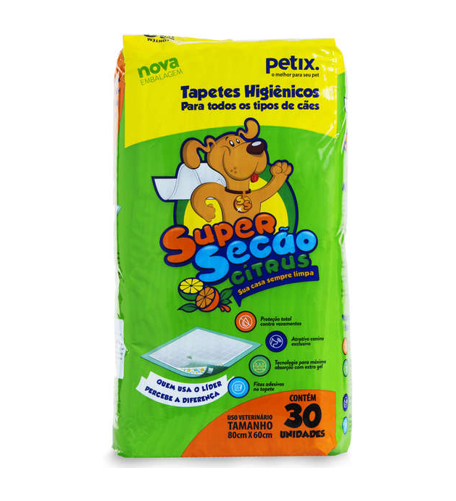 nova
EMBALAGEM
petix.
o melhor para seu pet
Tapetes Higiênicos
Para todos os tipos de cães
Super
Secão
CITRUS
Sua casa sempre limpa
Proteção total
contra vazamentos
Atrativo canino
exclusivo
Tecnologia para máxima
absorção com extra gel
Fitas adesivas
no tapete
QUEM USA O LÍDER
PERCEBE A DIFERENÇA
USO VETERINÁRIO
TAMANHO
80cm X 60cm
CONTÉM
30
UNIDADES